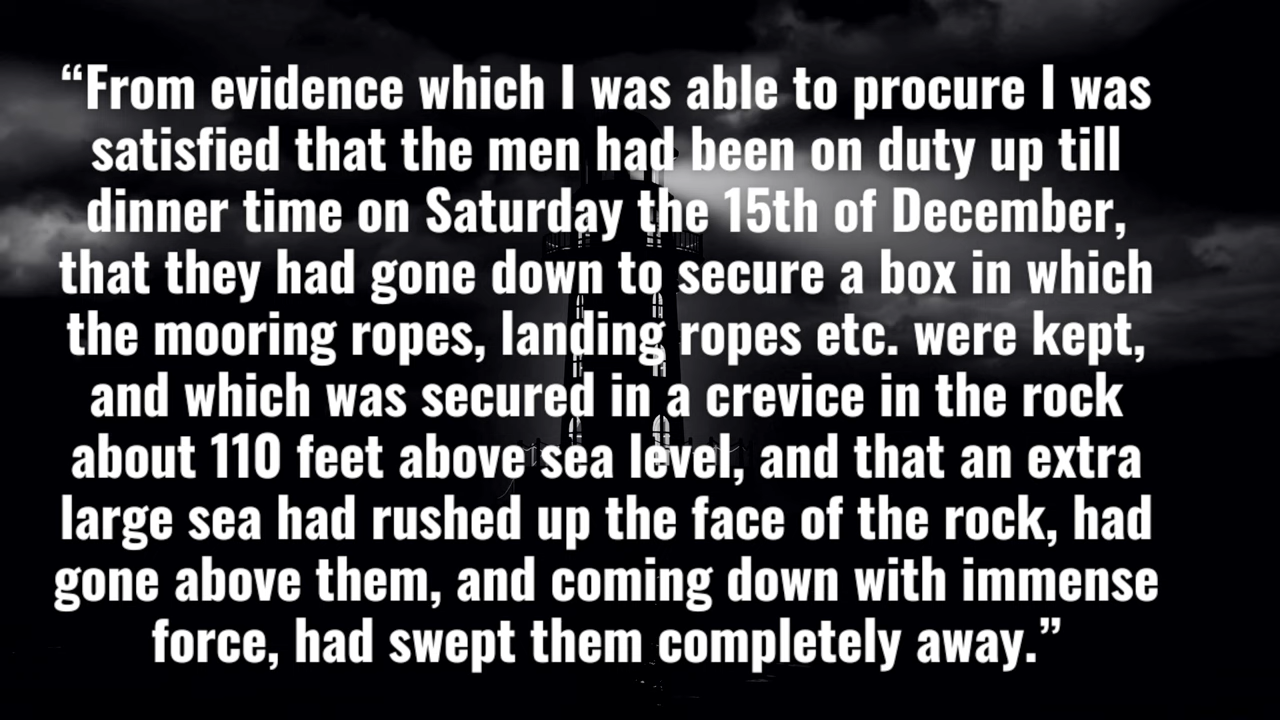 “From evidence which I was able to procure I was
satisfied that the men had been on duty up till
dinner time on Saturday the 15th of December,
that they had gone down to secure a box in which
the mooring ropes, landing ropes etc. were kept,
and which was secured in a crevice in the rock
about 110 feet above sea level, and that an extra
large sea had rushed up the face of the rock, had
gone above them, and coming down with immense
force, had swept them completely away.”